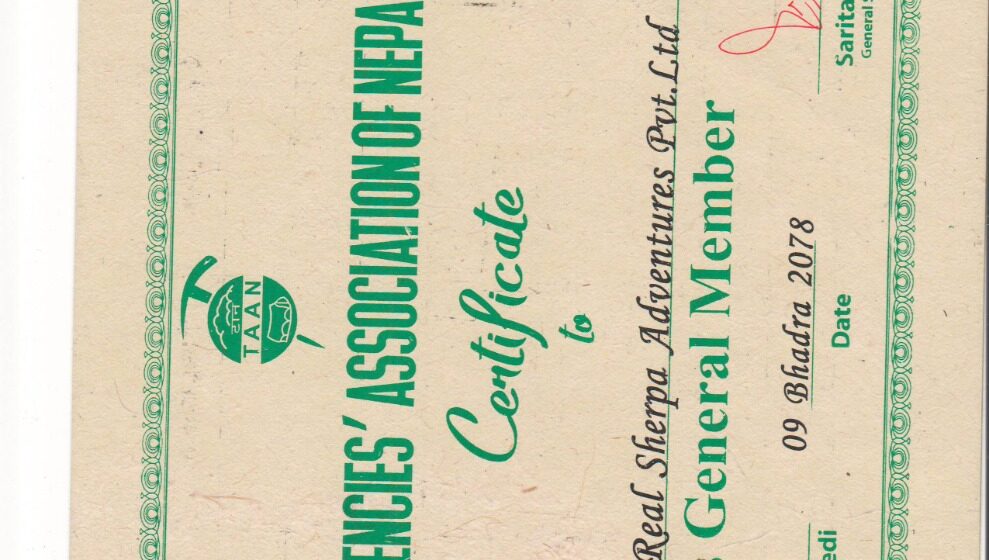 टान
TAAN
ENCIES' ASSOCIATION OF NEPA
Certificate
to
Real Sherpa Adventures Pvt.Ltd
s General Member
09 Bhadra 2078
Date
edi
Sarita
General S